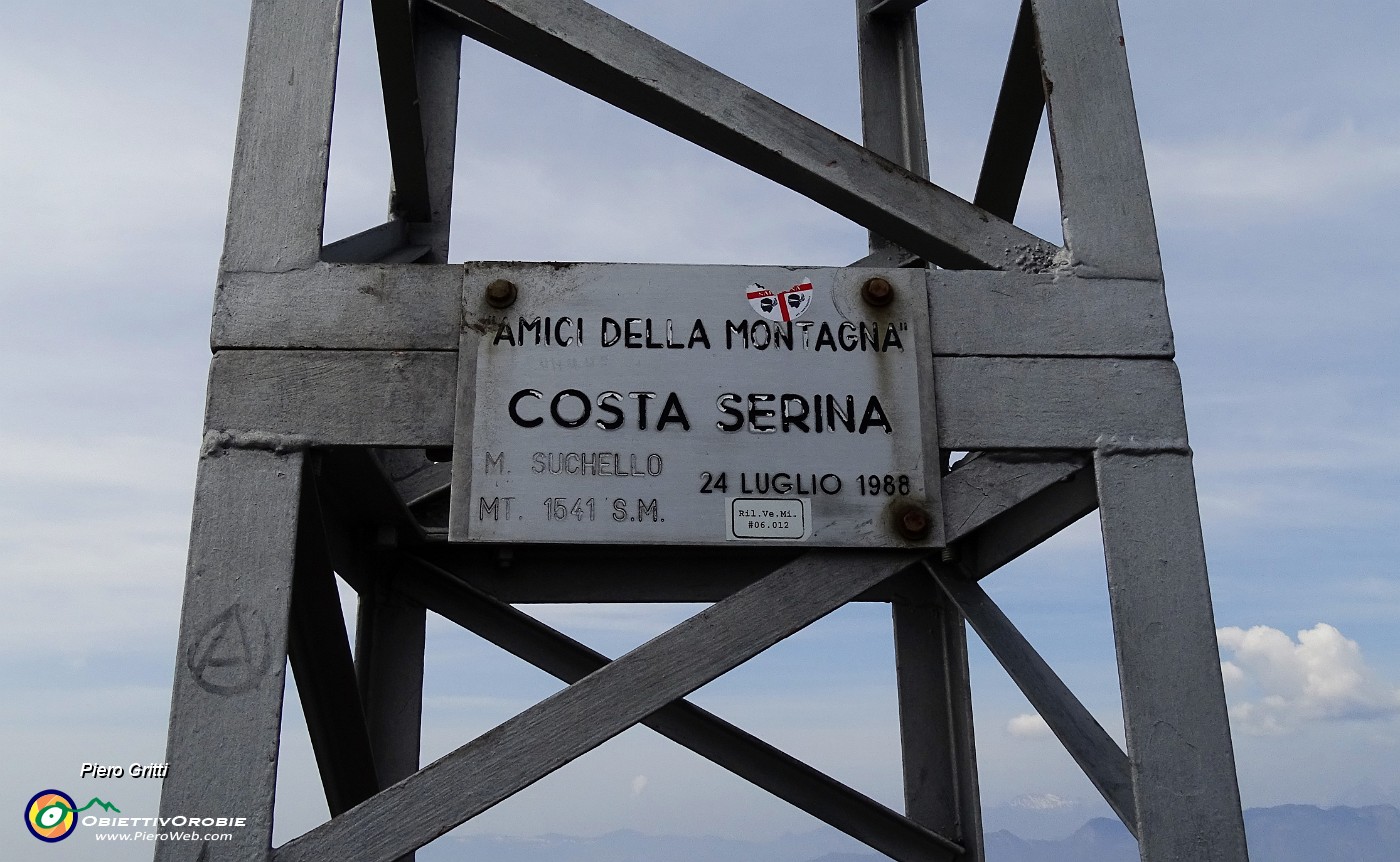 "AMICI DELLA MONTAGNA"
COSTA SERINA
M. SUCHELLO
24 LUGLIO 1988
MT. 1541 S.M.
Ril.Ve.Mi.
#06.012
Piero Gritti
OBIETTIVOROBIE
www.PieroWeb.com